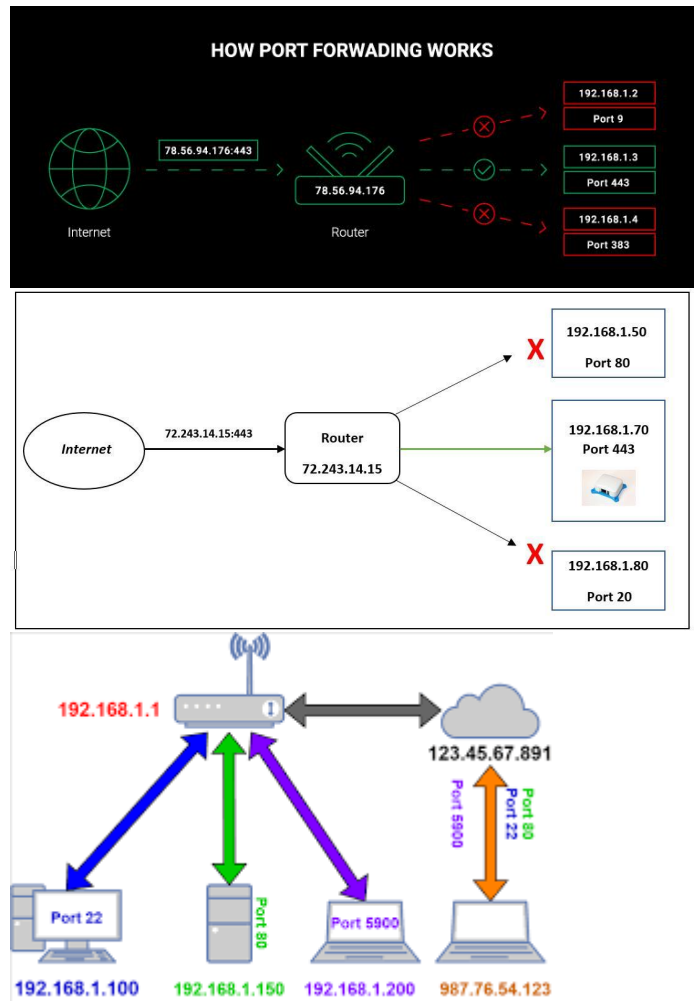 HOW PORT FORWADING WORKS
192.168.1.2
Port 9
78.56.94.176:443
192.168.1.3
Port 443
78.56.94.176
Internet
Router
192.168.1.4
Port 383
192.168.1.50
Port 80
X
72.243.14.15:443
Internet
Router
72.243.14.15
192.168.1.70
Port 443
X
192.168.1.80
Port 20
192.168.1.1
123.45.67.891
Port 5900
Port 22
Port 80
Port 22
Port 80
Port 5900
192.168.1.100
192.168.1.150
192.168.1.200
987.76.54.123